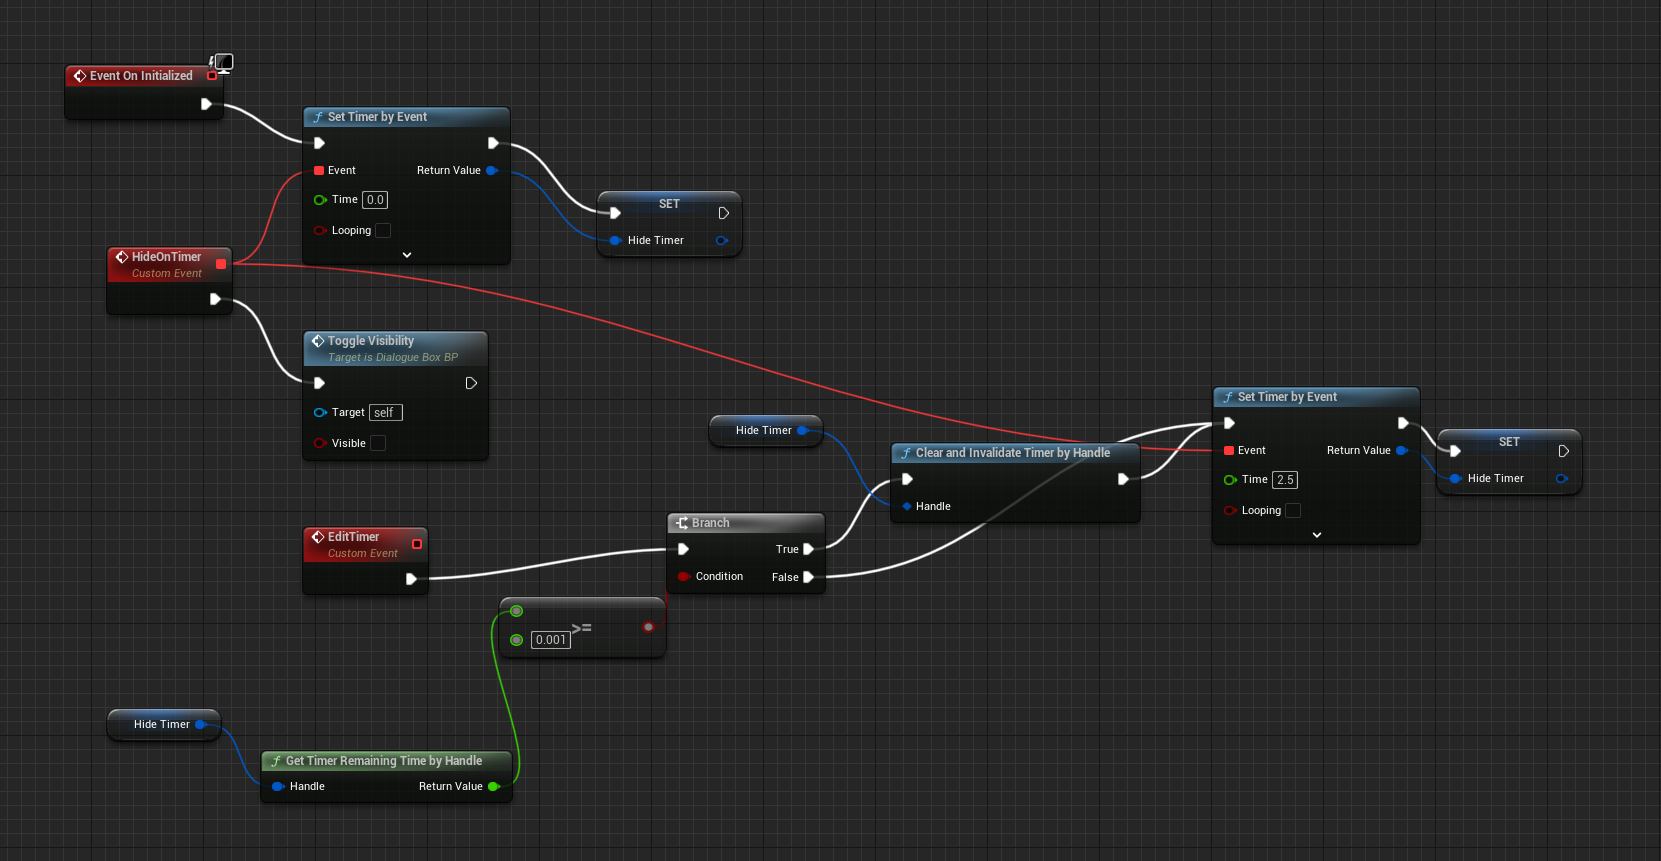 Event On Initialized
Set Timer by Event
Event
Return Value
Time 0.0
Looping
SET
Hide Timer
HideOnTimer
Custom Event
Toggle Visibility
Target is Dialogue Box BP
Target self
Visible
Hide Timer
Clear and Invalidate Timer by Handle
Handle
Set Timer by Event
Event
Return Value
Time 2.5
Looping
SET
Hide Timer
EditTimer
Custom Event
Branch
True
Condition
False
>=
0.001
Hide Timer
Get Timer Remaining Time by Handle
Handle
Return Value